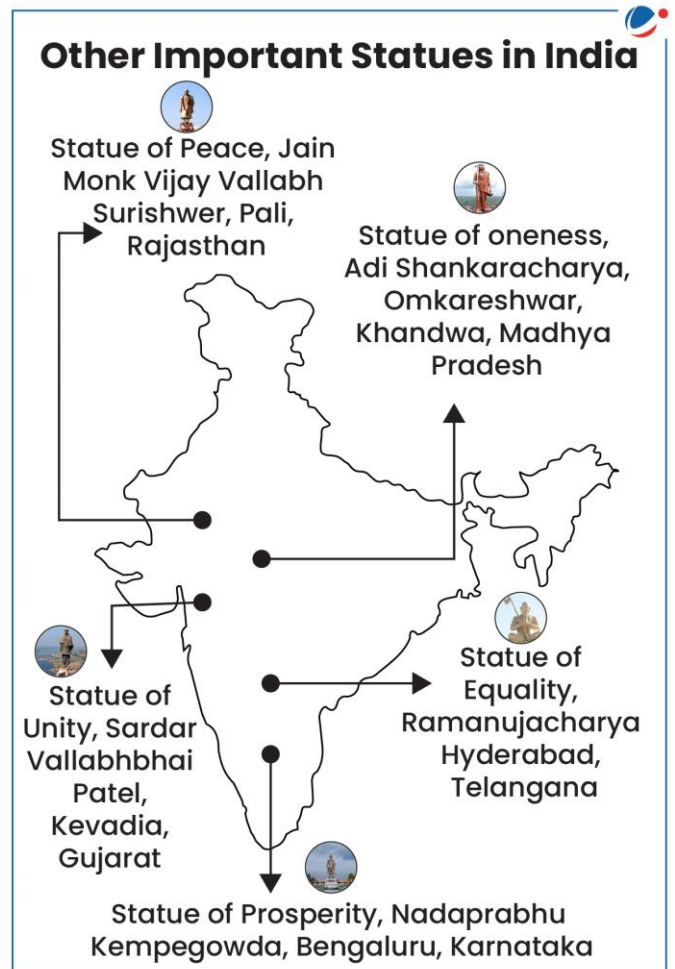 Other Important Statues in India
Statue of Peace, Jain
Monk Vijay Vallabh
Surishwer, Pali,
Rajasthan
Statue of oneness,
Adi Shankaracharya,
Omkareshwar,
Khandwa, Madhya
Pradesh
Statue of
Unity, Sardar
Vallabhbhai
Patel,
Kevadia,
Gujarat
Statue of
Equality,
Ramanujacharya
Hyderabad,
Telangana
Statue of Prosperity, Nadaprabhu
Kempegowda, Bengaluru, Karnataka